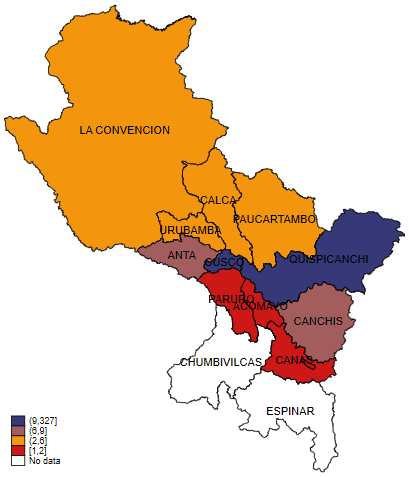 LA CONVENCION
CALCA
PAUCARTAMBO
URUBAMBA
ANTA
CUSCO
QUISPICANCHI
PARURO
ACOMAYO
CANCHIS
CHUMBIVILCAS
CANAS
ESPINAR
(9,327]
(6,9]
(2,6]
[1,2]
No data